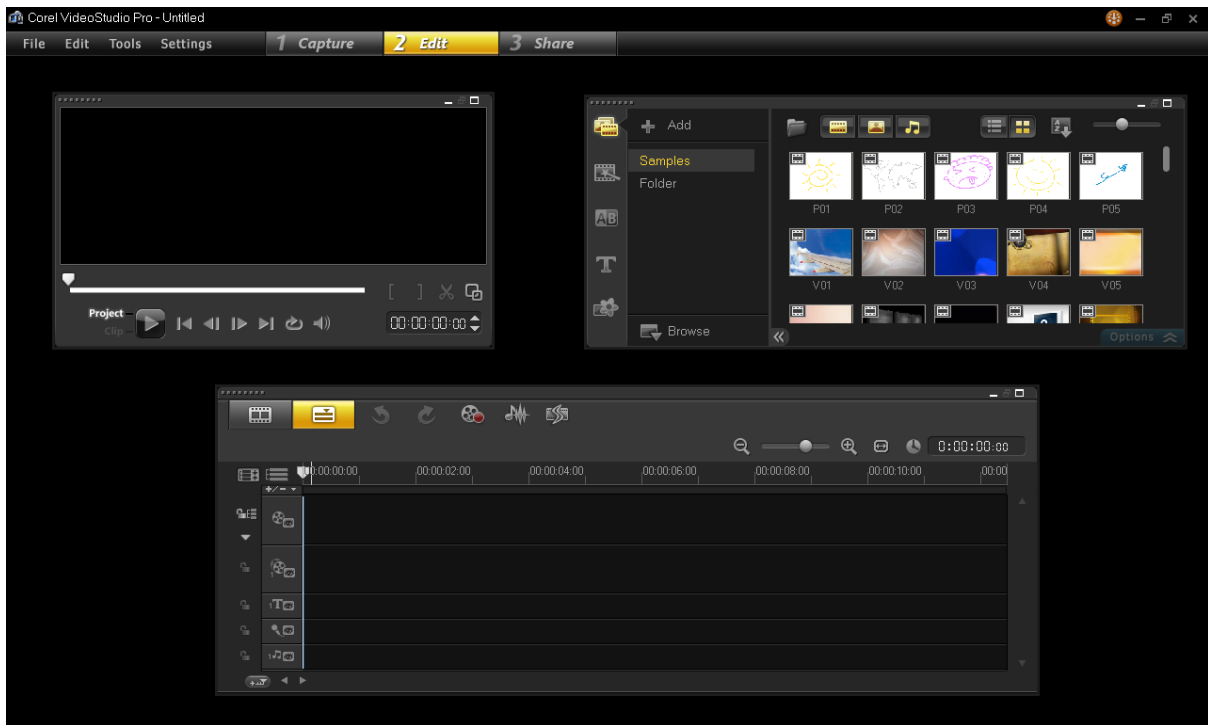 Corel VideoStudio Pro - Untitled
File Edit Tools Settings 1 Capture 2 Edit 3 Share
Add
Samples
Folder
P01 P02 P03 P04 P05
V01 V02 V03 V04 V05
Browse
Options
Project
Clip
[ ]
00:00:00:00
AB
T
0:00:00:00
00:00:02:00 00:00:04:00 00:00:06:00 00:00:08:00 00:00:10:00 00:00
+/-
1T